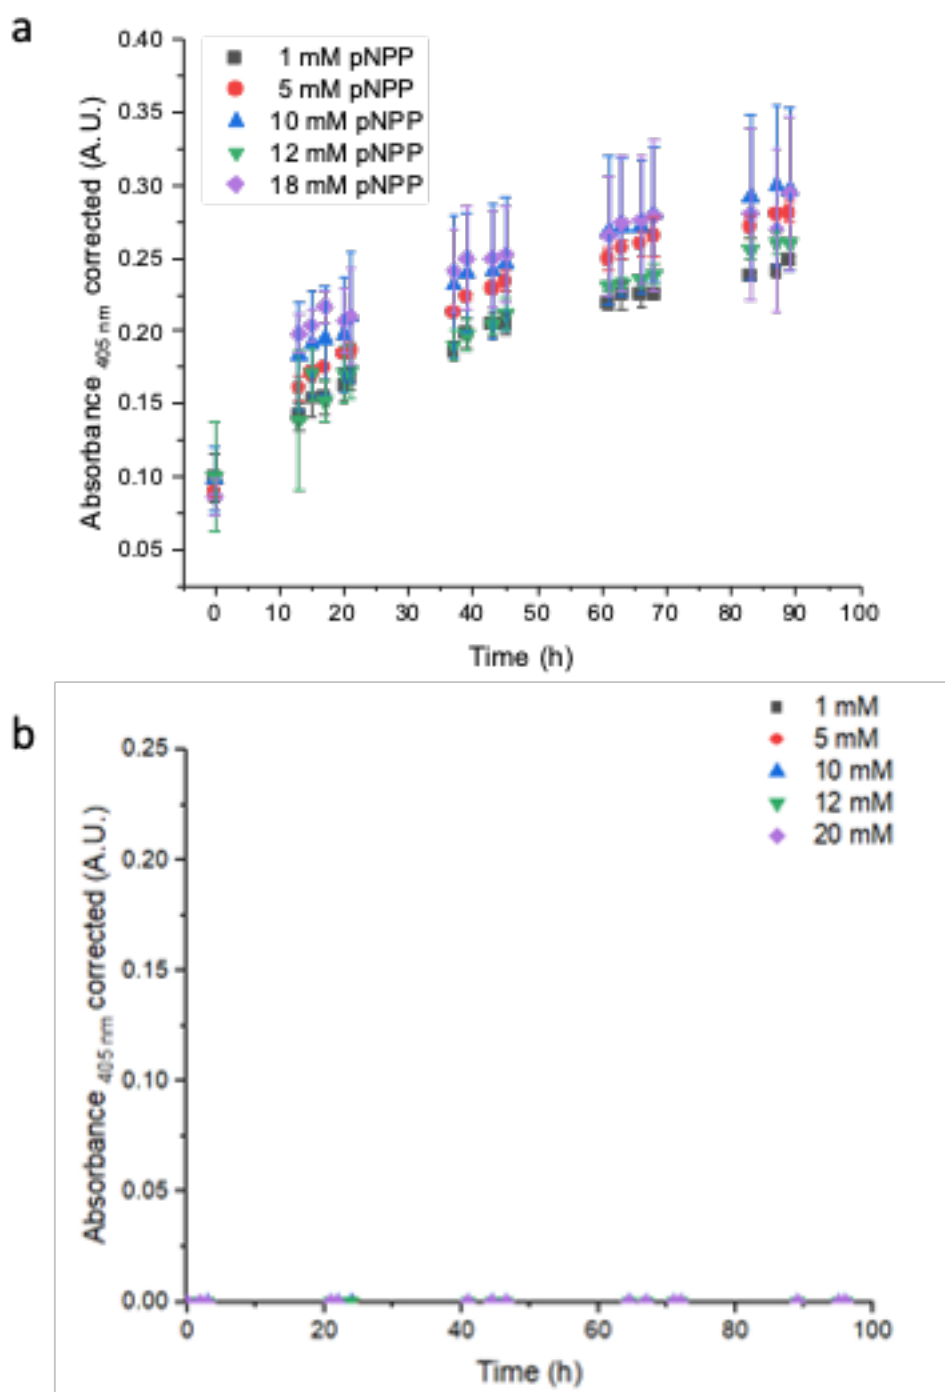 a
0.40
0.35
0.30
0.25
0.20
0.15
0.10
0.05
Absorbance 405 nm corrected (A. U.)
1 mM pNPP
5 mM pNPP
10 mM pNPP
12 mM pNPP
18 mM pNPP
0 10 20 30 40 50 60 70 80 90 100
Time (h)
b
0.25
0.20
0.15
0.10
0.05
0.00
Absorbance 405 nm corrected (A.U.)
1 mM
5 mM
10 mM
12 mM
20 mM
0 20 40 60 80 100
Time (h)